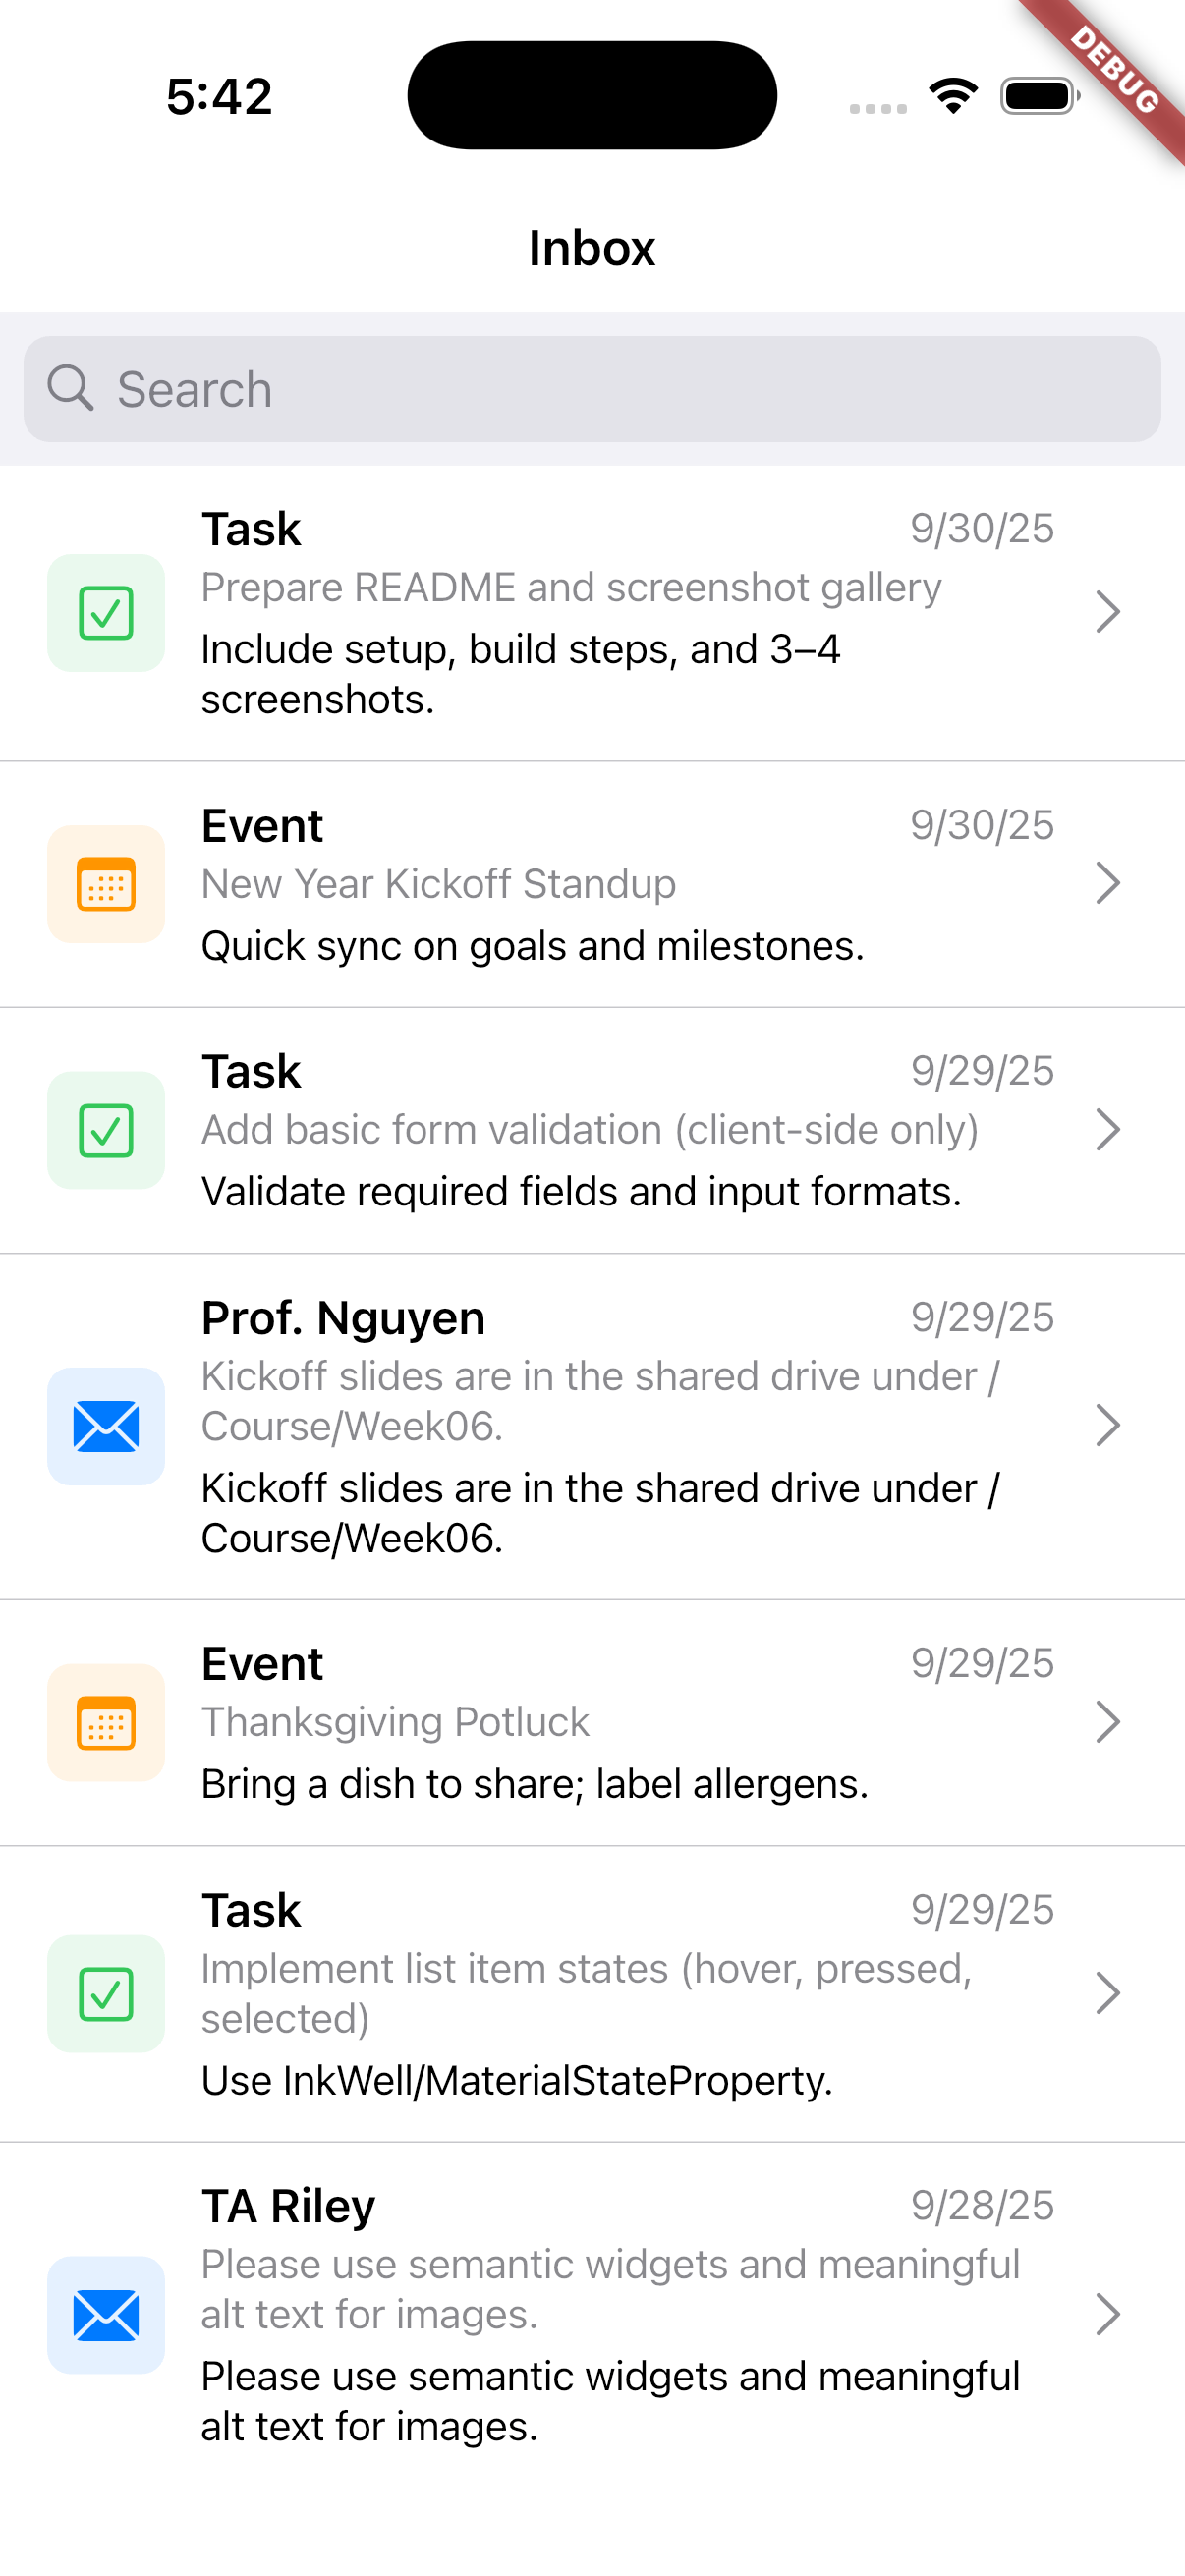 5:42
DEBUG
Inbox
Search
Task
9/30/25
Prepare README and screenshot gallery
Include setup, build steps, and 3–4
screenshots.
Event
9/30/25
New Year Kickoff Standup
Quick sync on goals and milestones.
Task
9/29/25
Add basic form validation (client-side only)
Validate required fields and input formats.
Prof. Nguyen
9/29/25
Kickoff slides are in the shared drive under /
Course/Week06.
Kickoff slides are in the shared drive under /
Course/Week06.
Event
9/29/25
Thanksgiving Potluck
Bring a dish to share; label allergens.
Task
9/29/25
Implement list item states (hover, pressed,
selected)
Use InkWell/MaterialStateProperty.
TA Riley
9/28/25
Please use semantic widgets and meaningful
alt text for images.
Please use semantic widgets and meaningful
alt text for images.